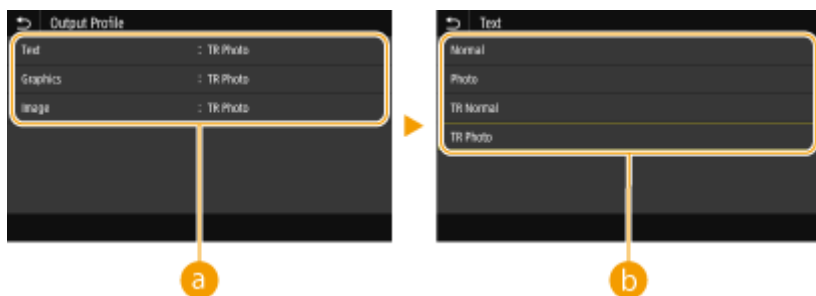 Output Profile
Text : TR Photo
Graphics : TR Photo
Image : TR Photo
a
Text
Normal
Photo
TR Normal
TR Photo
b